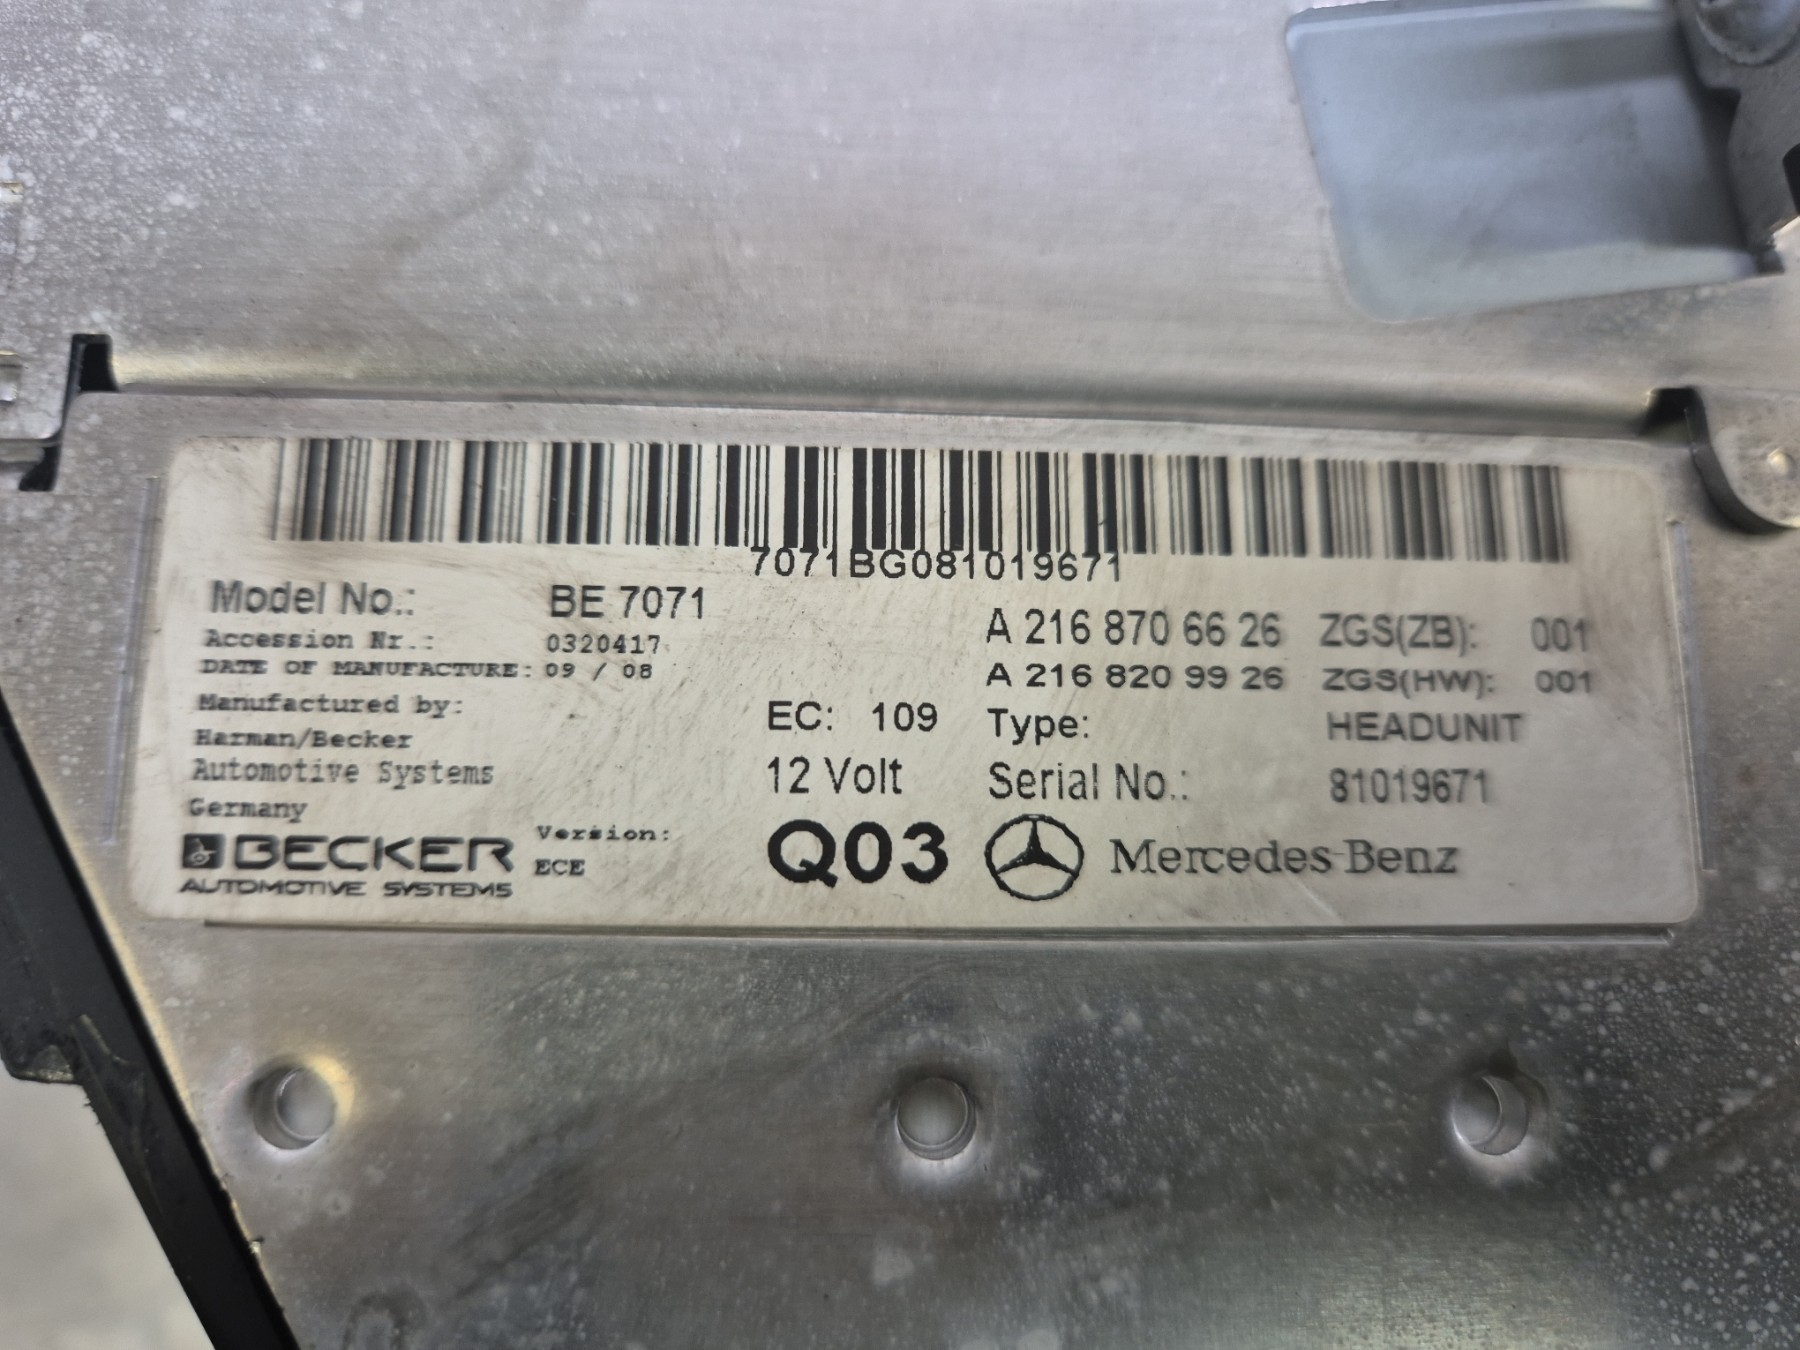 7071BG081019671
Model No.: BE 7071
Accession Nr.: 0320417
DATE OF MANUFACTURE: 09 / 08
Manufactured by:
Harman/Becker
Automotive Systems
Germany
BECKER
AUTOMOTIVE SYSTEMS
Version:
ECE
EC: 109
12 Volt
Q03
A 216 870 66 26 ZGS(ZB): 001
A 216 820 99 26 ZGS(HW): 001
Type: HEADUNIT
Serial No.: 81019671
Mercedes-Benz